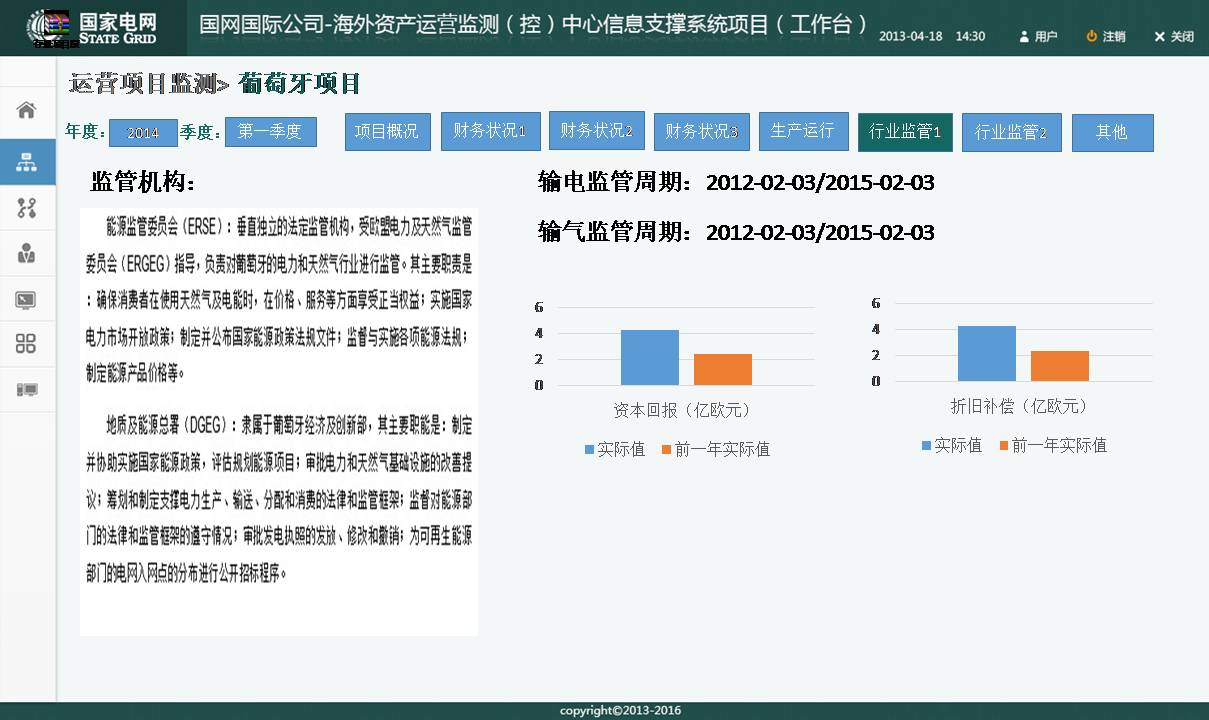 国家电网
STATE GRID
国网国际公司-海外资产运营监测（控）中心信息支撑系统项目（工作台）
2013-04-18 14:30 用户 注销 关闭
运营项目监测> 葡萄牙项目
年度： 2014 季度： 第一季度 项目概况 财务状况1 财务状况2 财务状况3 生产运行 行业监管1 行业监管2 其他
监管机构：
能源监管委员会（ERSE）：垂直独立的法定监管机构，受欧盟电力及天然气监管
委员会（ERGEG）指导，负责对葡萄牙的电力和天然气行业进行监管。其主要职责是
：确保消费者在使用天然气及电能时，在价格、服务等方面享受正当权益；实施国家
电力市场开放政策；制定并公布国家能源政策法规文件；监督与实施各项能源法规；
制定能源产品价格等。
地质及能源总署（DGEG）：隶属于葡萄牙经济及创新部，其主要职能是：制定
并协助实施国家能源政策，评估规划能源项目；审批电力和天然气基础设施的改善提
议；筹划和制定支撑电力生产、输送、分配和消费的法律和监管框架；监督对能源部
门的法律和监管框架的遵守情况；审批发电执照的发放、修改和撤销；为可再生能源
部门的电网入网点的分布进行公开招标程序。
输电监管周期：2012-02-03/2015-02-03
输气监管周期：2012-02-03/2015-02-03
6
4
2
0
资本回报（亿欧元）
实际值 前一年实际值
6
4
2
0
折旧补偿（亿欧元）
实际值 前一年实际值
copyright©2013-2016